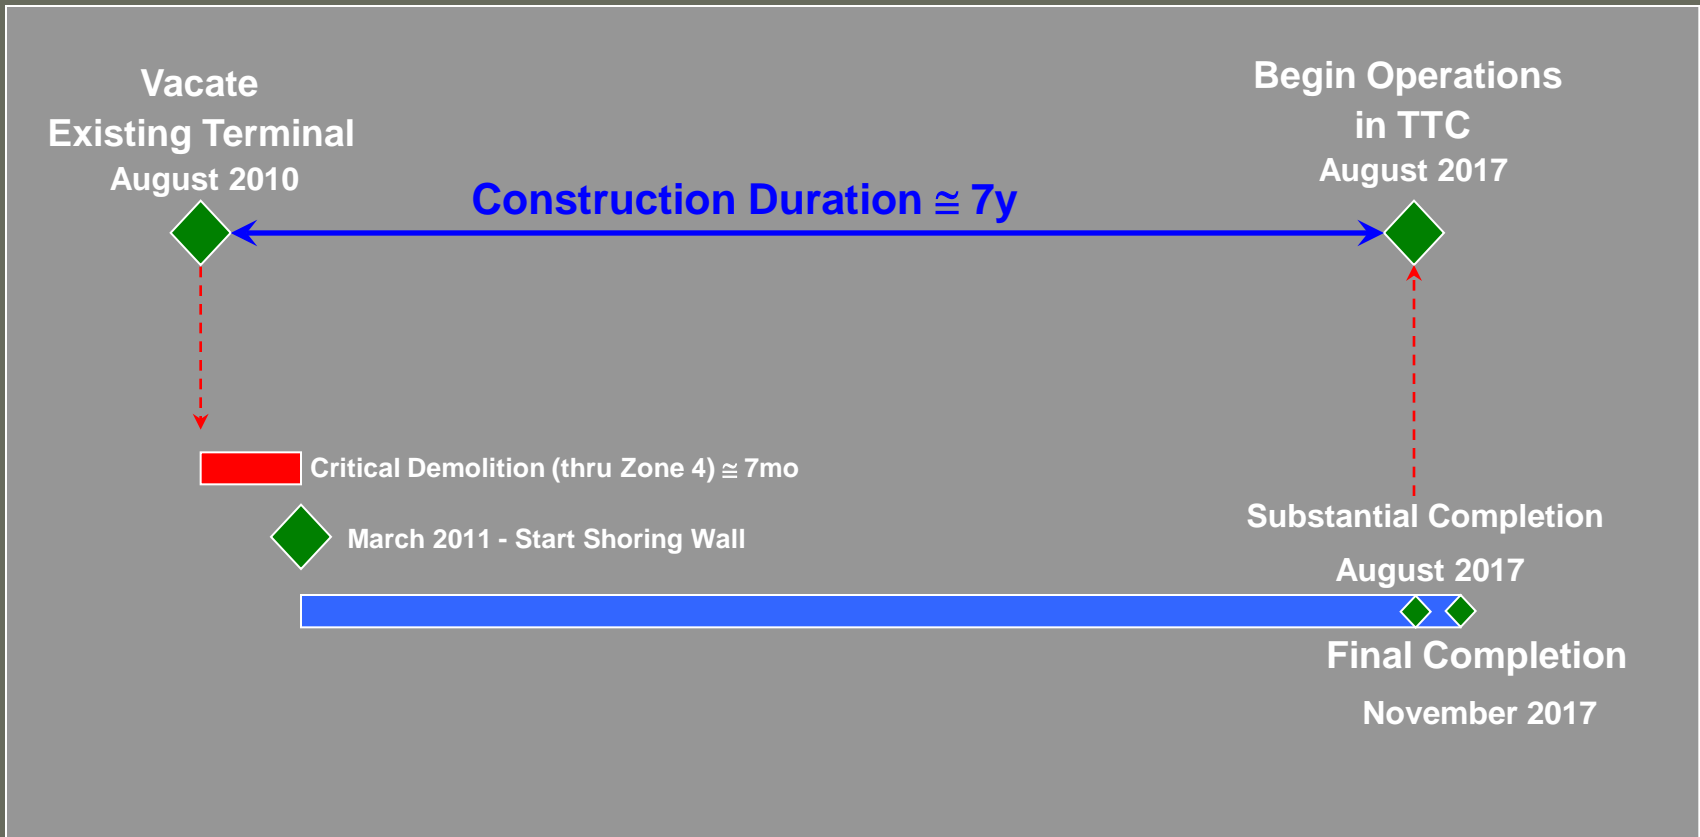 Vacate
Existing Terminal
August 2010
Begin Operations
in TTC
August 2017
Construction Duration ≅ 7y
Critical Demolition (thru Zone 4) ≅ 7mo
March 2011 - Start Shoring Wall
Substantial Completion
August 2017
Final Completion
November 2017